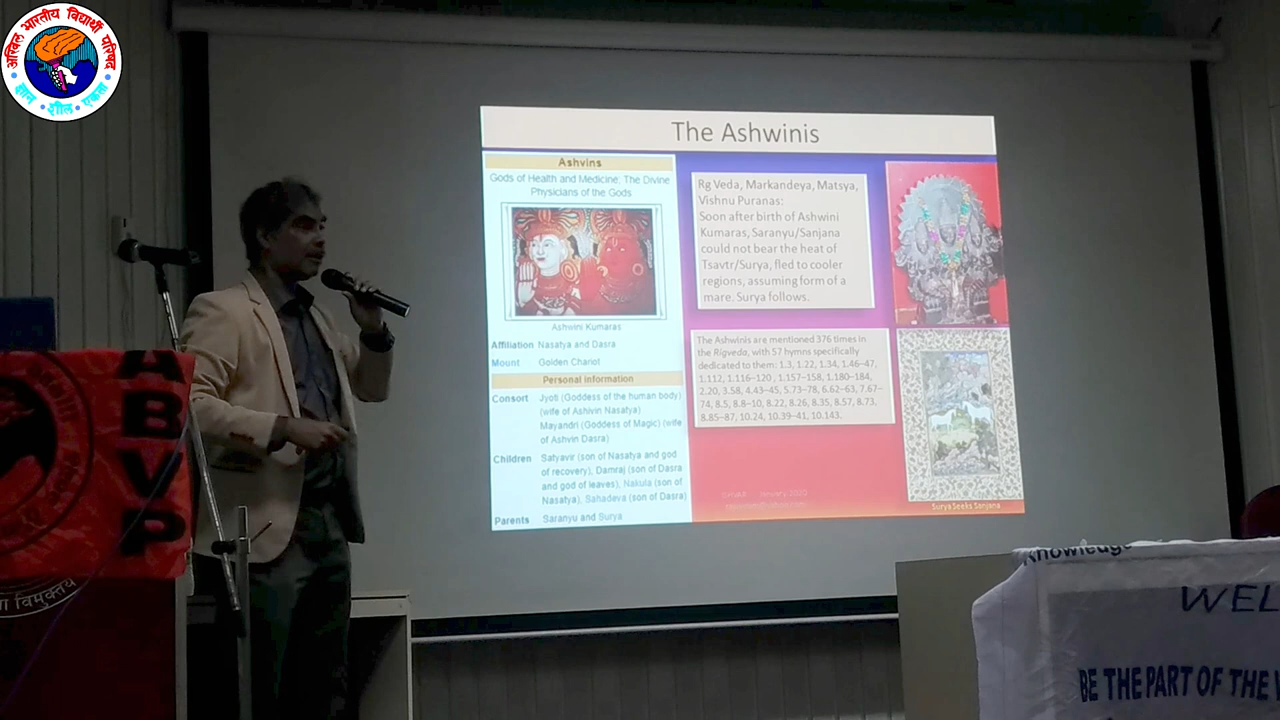 अखिल भारतीय विद्यार्थी परिषद
ज्ञान • शील • एकता
The Ashwinis
Ashvins
Gods of Health and Medicine; The Divine
Physicians of the Gods
Ashwini Kumaras
Affiliation Nasatya and Dasra
Mount Golden Chariot
Personal information
Consort Jyoti (Goddess of the human body)
(wife of Ashivin Nasatya)
Mayandri (Goddess of Magic) (wife
of Ashvin Dasra)
Children Satyavir (son of Nasatya and god
of recovery), Damraj (son of Dasra
and god of leaves), Nakula (son of
Nasatya), Sahadeva (son of Dasra)
Parents Saranyu and Surya
Rg Veda, Markandeya, Matsya,
Vishnu Puranas:
Soon after birth of Ashwini
Kumaras, Saranyu/Sanjana
could not bear the heat of
Tsavtr/Surya, fled to cooler
regions, assuming form of a
mare. Surya follows.
The Ashwinis are mentioned 376 times in
the Rigveda, with 57 hymns specifically
dedicated to them: 1.3, 1.22, 1.34, 1.46–47,
1.112, 1.116–120, 1.157–158, 1.180–184,
2.20, 3.58, 4.43–45, 5.73–78, 6.62–63, 7.67–
74, 8.5, 8.8–10, 8.22, 8.26, 8.35, 8.57, 8.73,
8.85–87, 10.24, 10.39–41, 10.143.
January 2020
Surya Seeks Sanjana
ABVP
विमुक्तय
Knowledge
WEL
BE THE PART OF THE